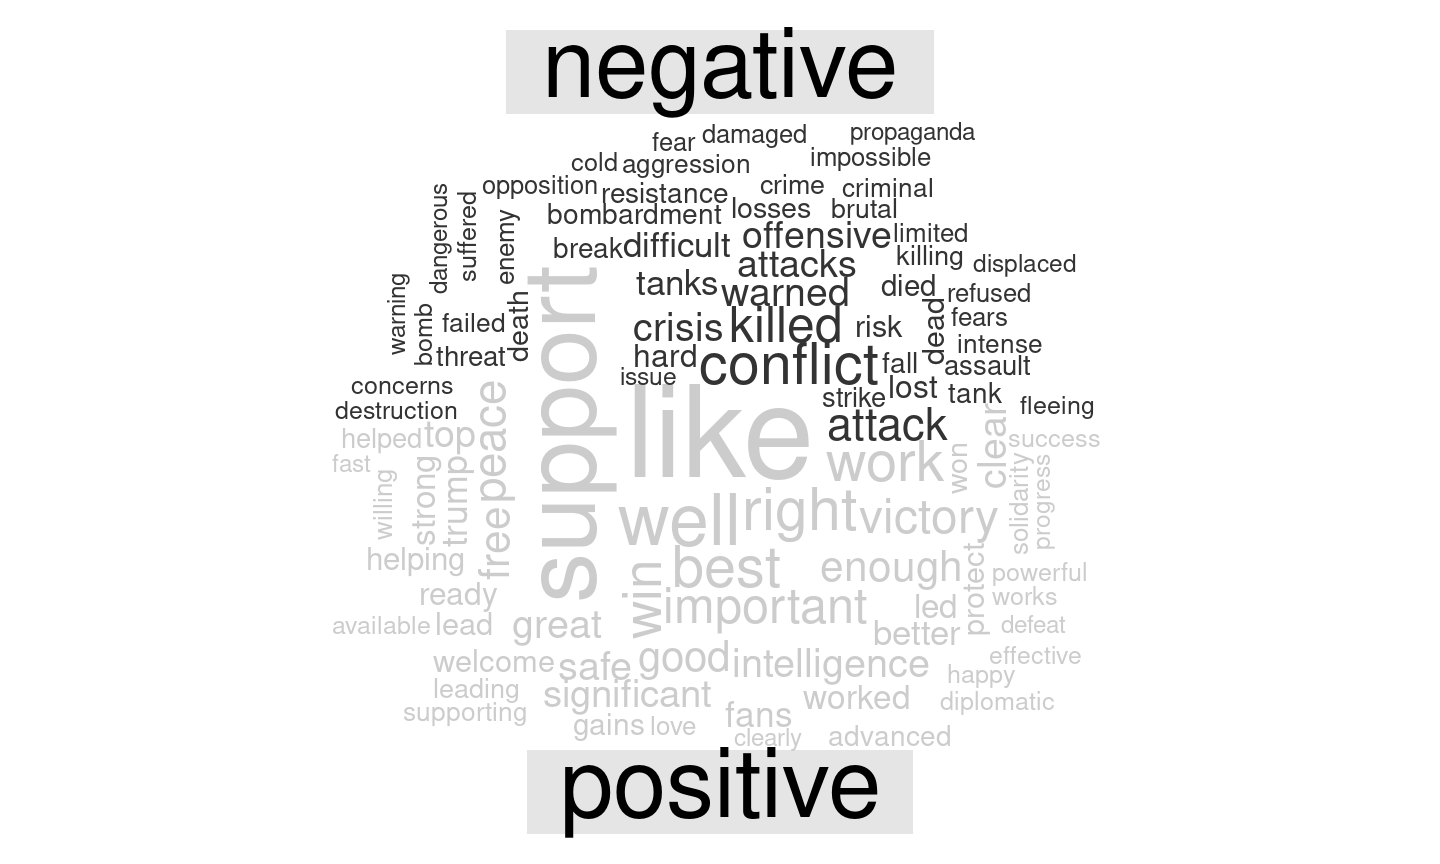 negative
fear damaged propaganda
cold aggression impossible
opposition resistance crime criminal
dangerous suffered enemy bombardment losses brutal
break difficult offensive limited
attacks killing displaced
warning tanks warned died refused
bomb failed death support crisis killed risk dead fears
threat hard conflict fall intense
concerns issue lost assault
destruction like strike tank fleeing
helped top peace attack clear success
fast work won
willing strong trump free well right victory solidarity progress
helping best enough protect powerful
ready win important led works
available lead great better defeat
welcome safe good intelligence effective
leading significant worked happy
supporting gains love fans diplomatic
clearly advanced
positive